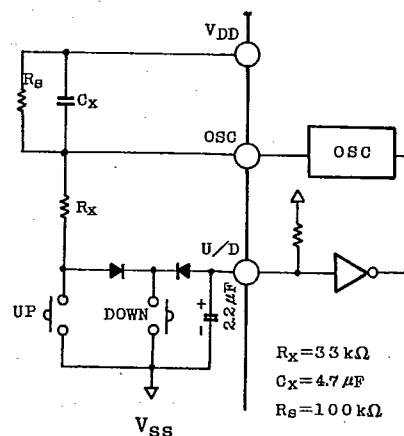 VDD
Rs
Cx
OSC
OSC
Rx
U/D
UP
DOWN
+
-
2.2μF
Rx=33kΩ
Cx=4.7μF
Rs=100kΩ
VSS